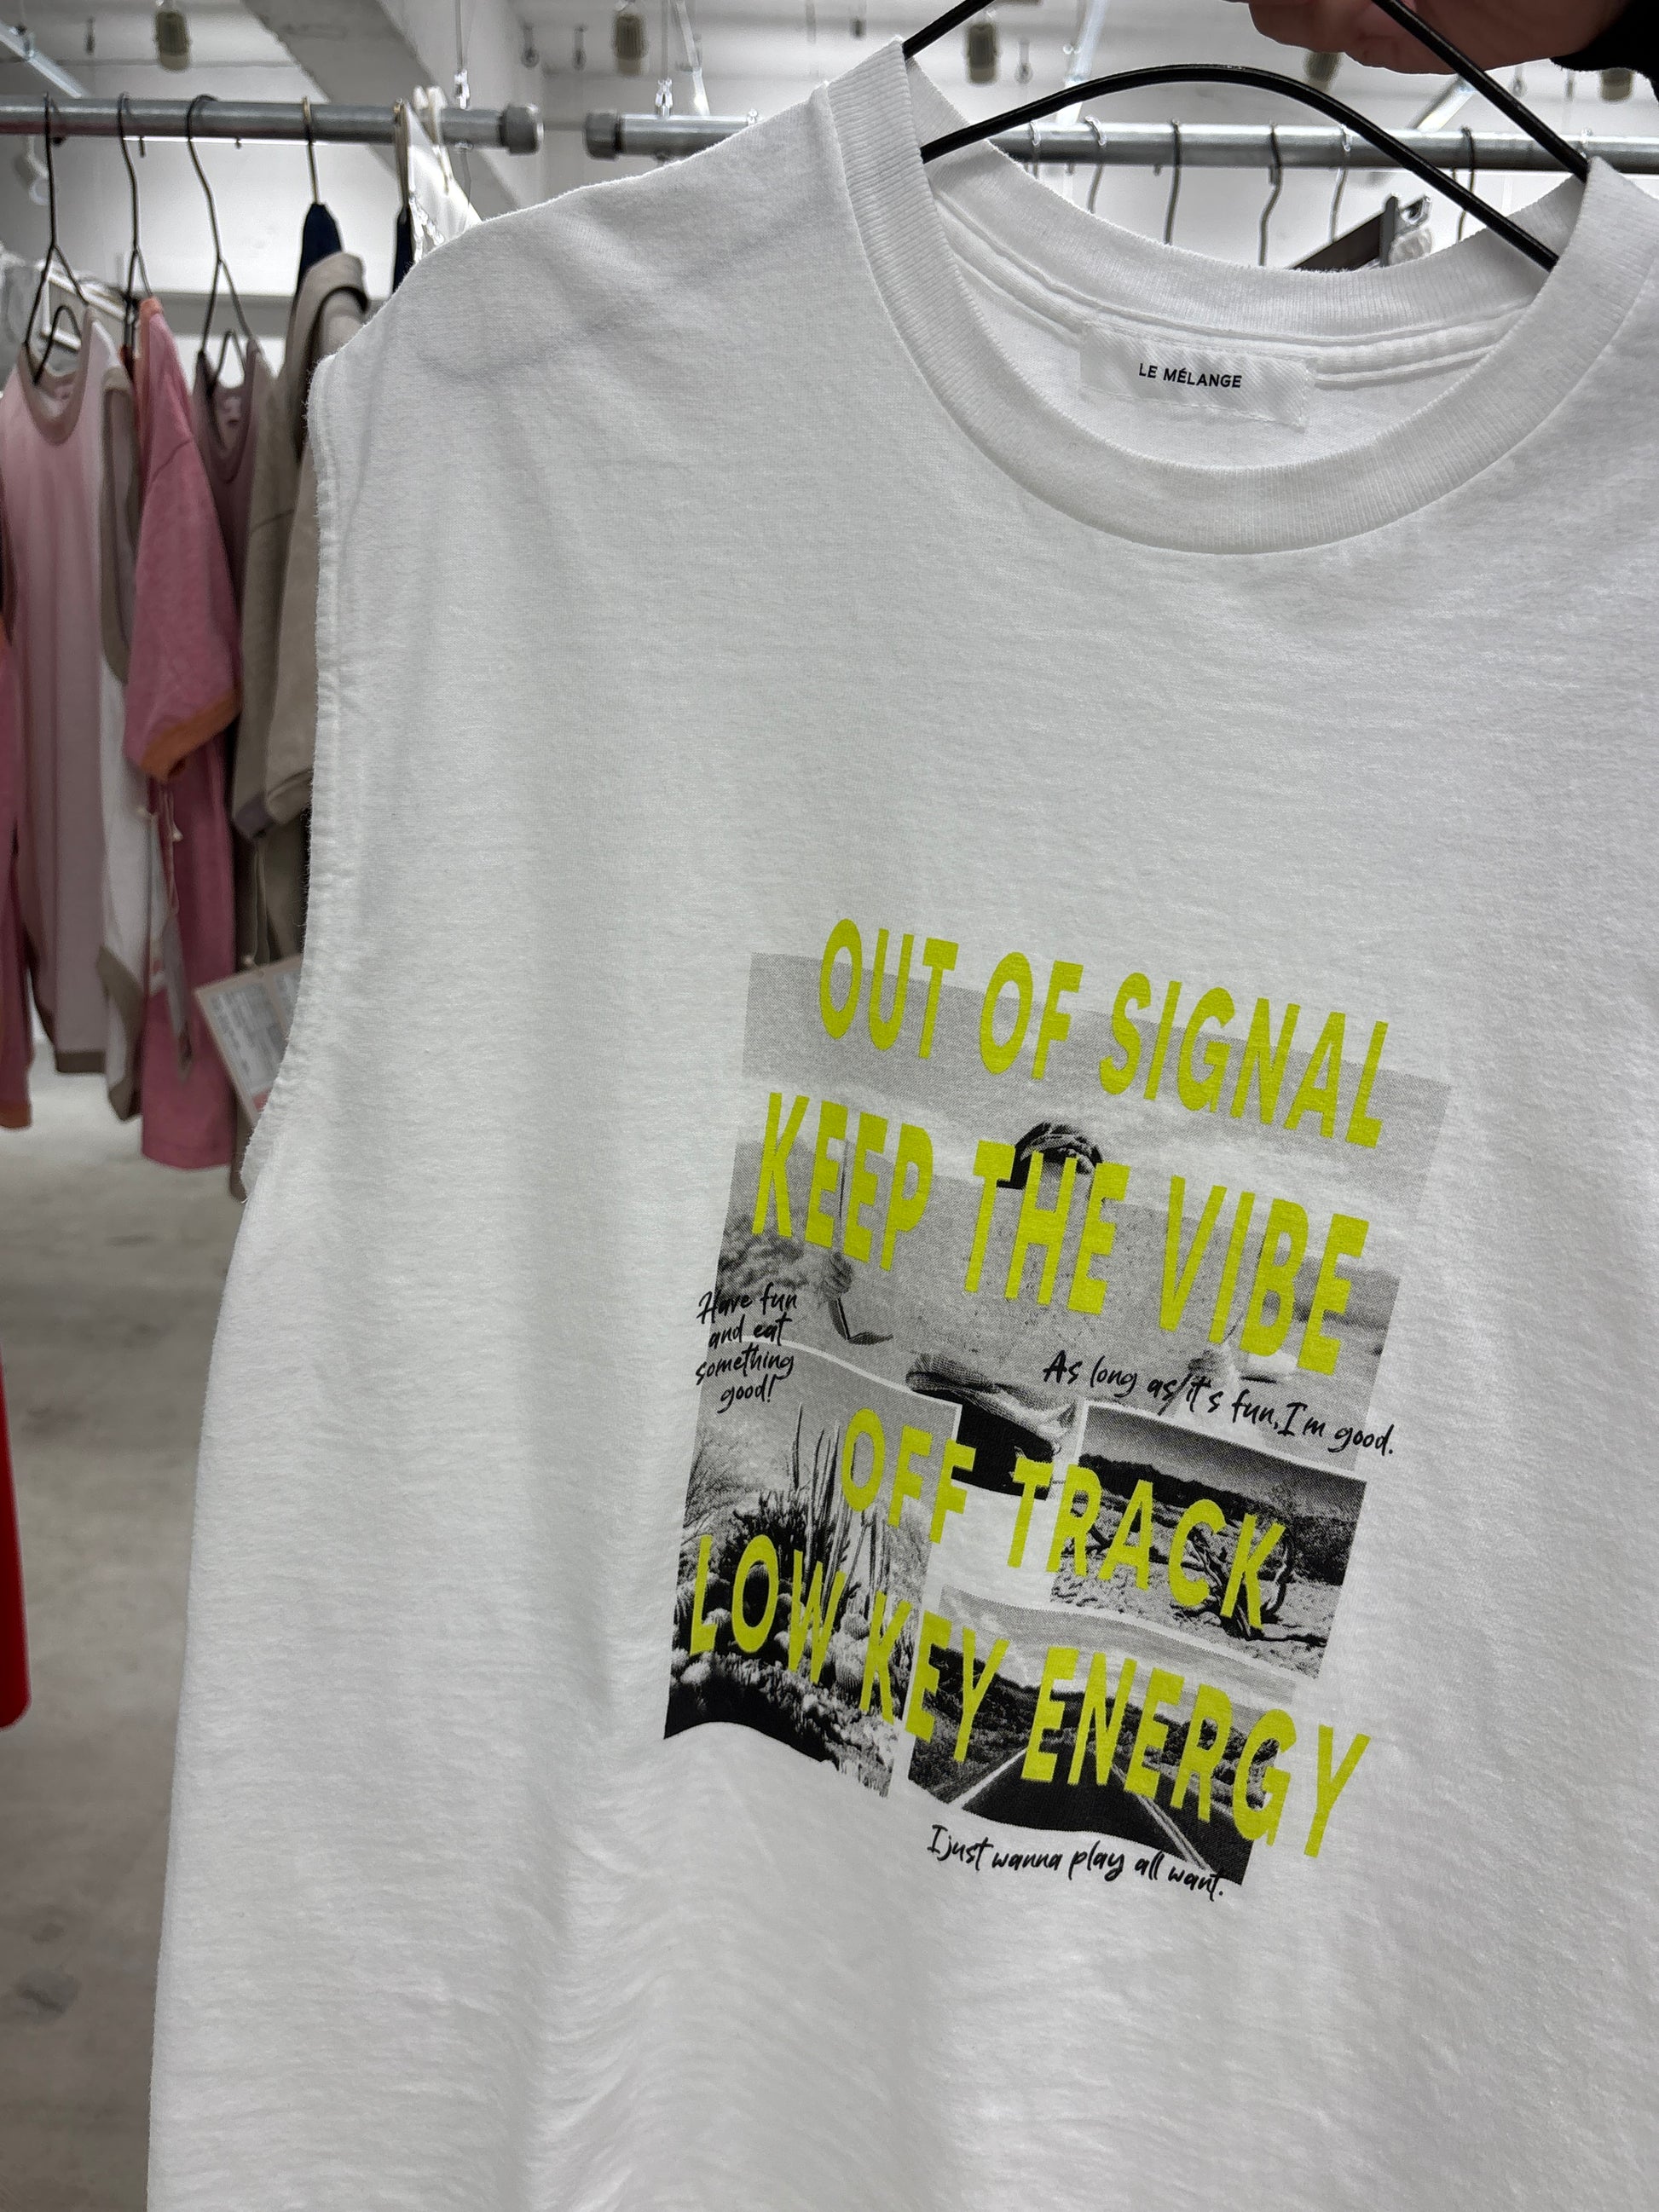 LE MÉLANGE
OUT OF SIGNAL
KEEP THE VIBE
Have fun
and eat
something
good!
As long as it's fun, I'm good.
OFF TRACK
LOW KEY ENERGY
I just wanna play all want.